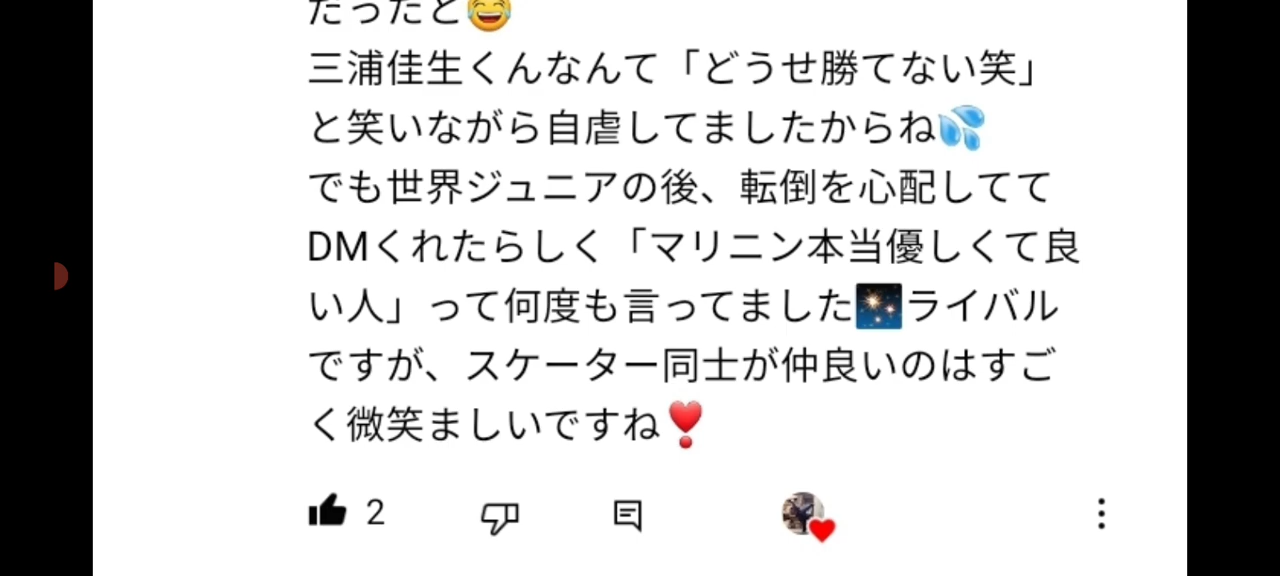 だったと😂
三浦佳生くんなんて「どうせ勝てない笑」
と笑いながら自虐してましたからね💦
でも世界ジュニアの後、転倒を心配してて
DMくれたらしく「マリニン本当優しくて良
い人」って何度も言ってました🎇ライバル
ですが、スケーター同士が仲良いのはすご
く微笑ましいですね❣️
2